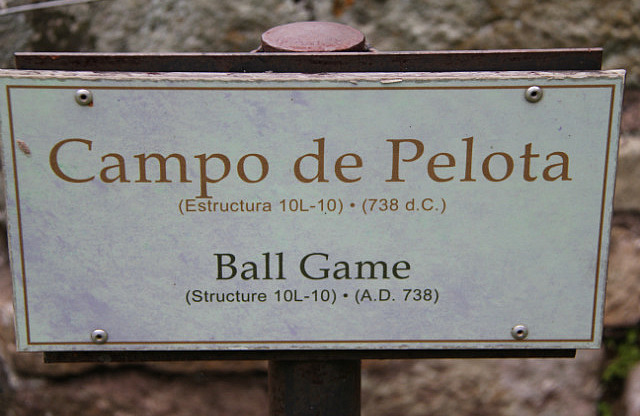 Campo de Pelota
(Estructura 10L-10) • (738 d.C.)
Ball Game
(Structure 10L-10) • (A.D. 738)